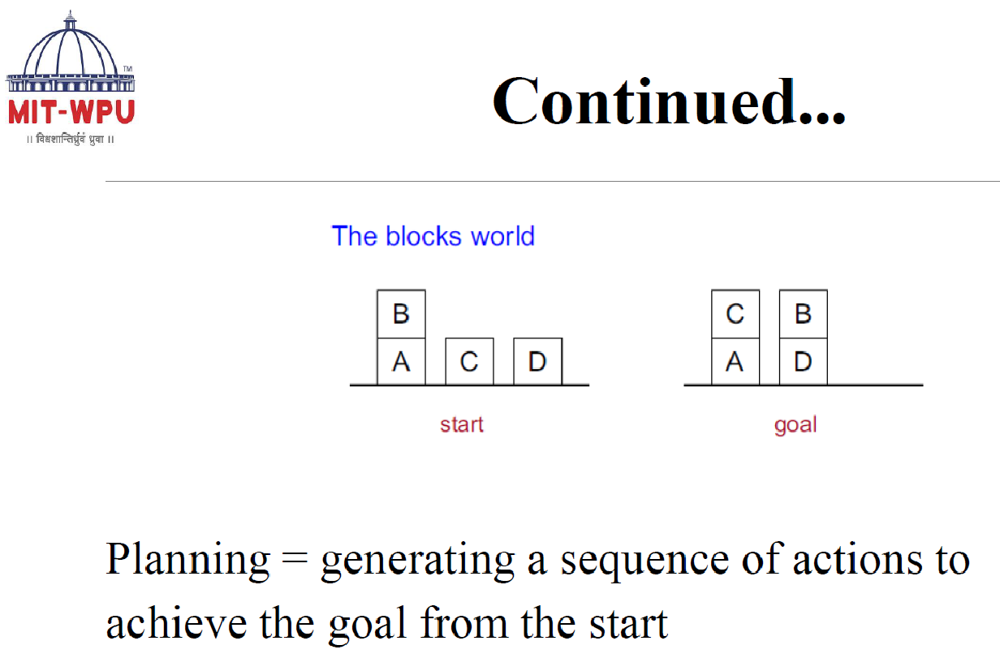 TM
MIT-WPU
॥ विश्वशान्तिर्ध्रुवं ध्रुवा ॥
Continued...
The blocks world
B
A C D
start
C B
A D
goal
Planning = generating a sequence of actions to
achieve the goal from the start